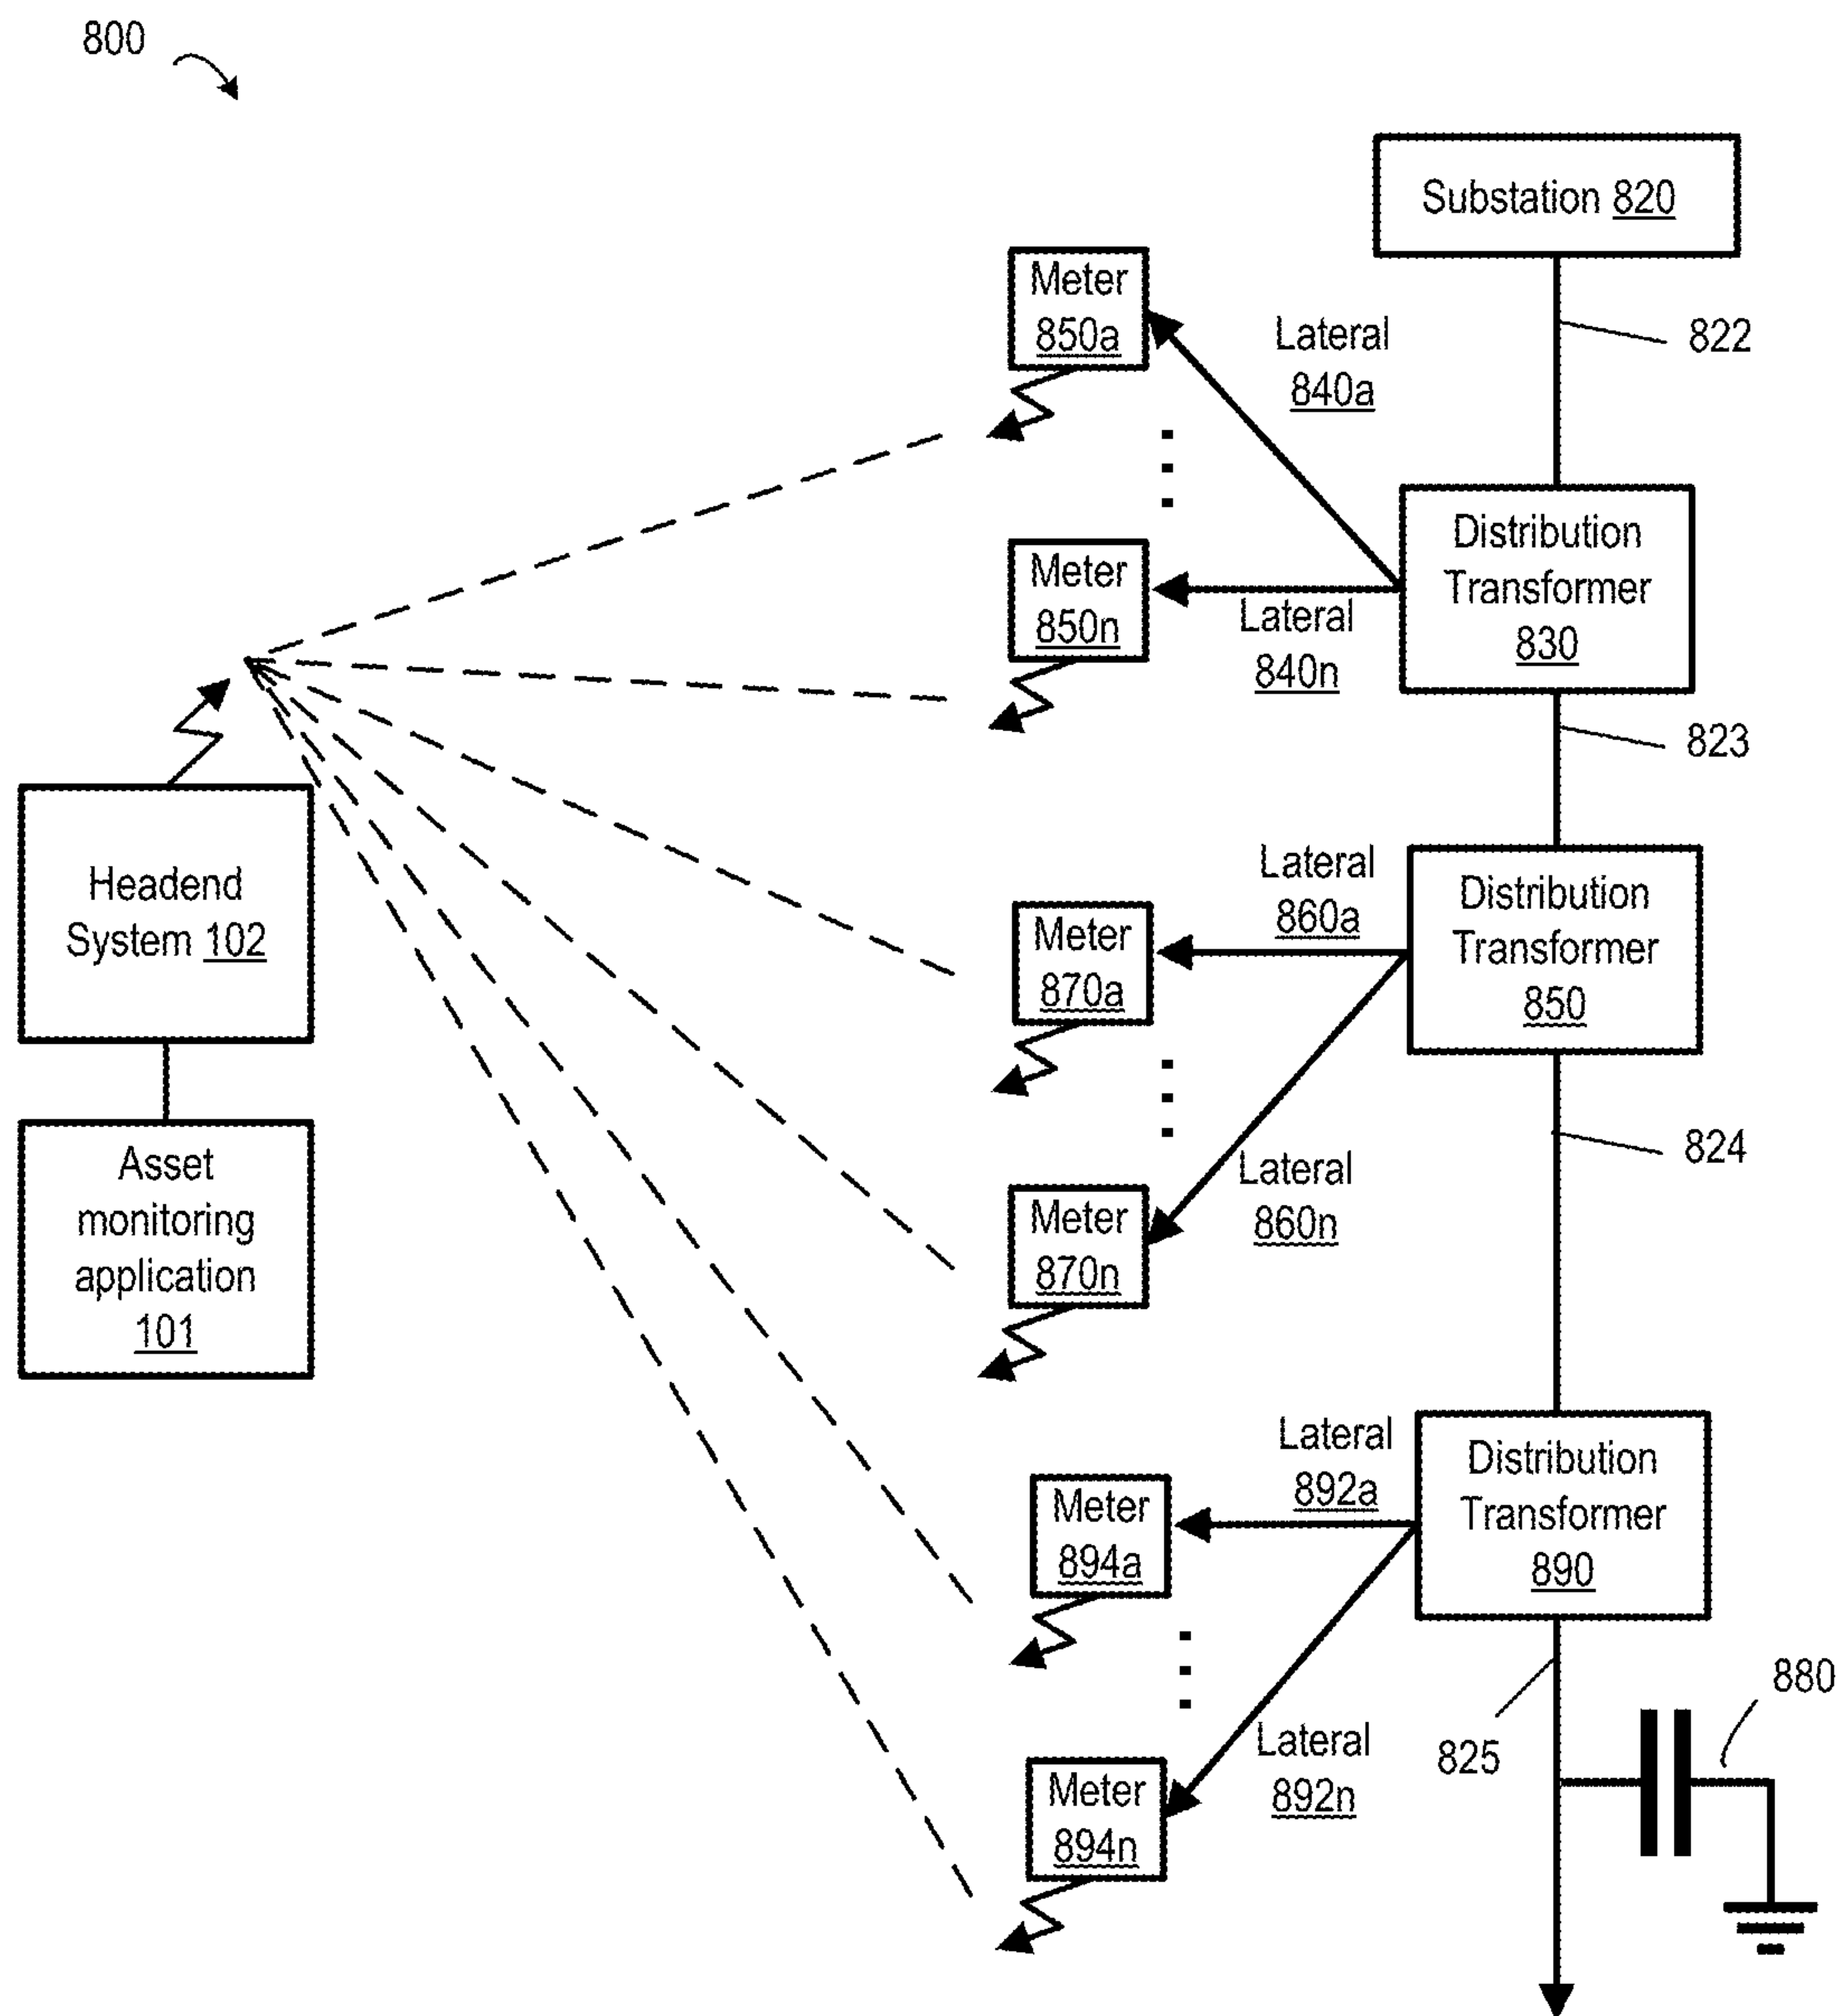 800
Substation 820
822
Meter
850a
Lateral
840a
Distribution
Transformer
830
Meter
850n
Lateral
840n
823
Headend
System 102
Asset
monitoring
application
101
Lateral
860a
Distribution
Transformer
850
Meter
870a
824
Lateral
860n
Meter
870n
Lateral
892a
Distribution
Transformer
890
Meter
894a
880
825
Lateral
892n
Meter
894n